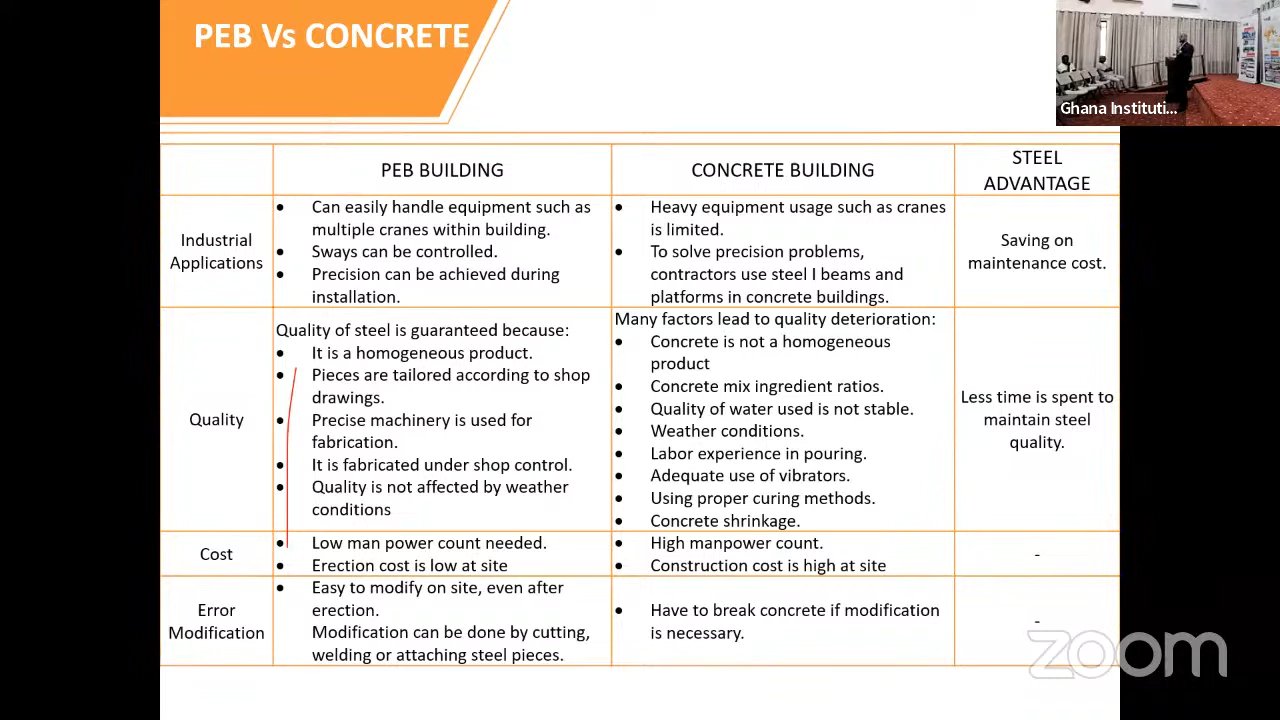 PEB Vs CONCRETE
Ghana Instituti...
PEB BUILDING
CONCRETE BUILDING
STEEL
ADVANTAGE
Industrial
Applications
• Can easily handle equipment such as
multiple cranes within building.
• Sways can be controlled.
• Precision can be achieved during
installation.
• Heavy equipment usage such as cranes
is limited.
• To solve precision problems,
contractors use steel I beams and
platforms in concrete buildings.
Saving on
maintenance cost.
Quality
Quality of steel is guaranteed because:
• It is a homogeneous product.
• Pieces are tailored according to shop
drawings.
• Precise machinery is used for
fabrication.
• It is fabricated under shop control.
• Quality is not affected by weather
conditions
Many factors lead to quality deterioration:
• Concrete is not a homogeneous
product
• Concrete mix ingredient ratios.
• Quality of water used is not stable.
• Weather conditions.
• Labor experience in pouring.
• Adequate use of vibrators.
• Using proper curing methods.
• Concrete shrinkage.
Less time is spent to
maintain steel
quality.
Cost
• Low man power count needed.
• Erection cost is low at site
• High manpower count.
• Construction cost is high at site
-
Error
Modification
• Easy to modify on site, even after
erection.
Modification can be done by cutting,
welding or attaching steel pieces.
• Have to break concrete if modification
is necessary.
-
zoom